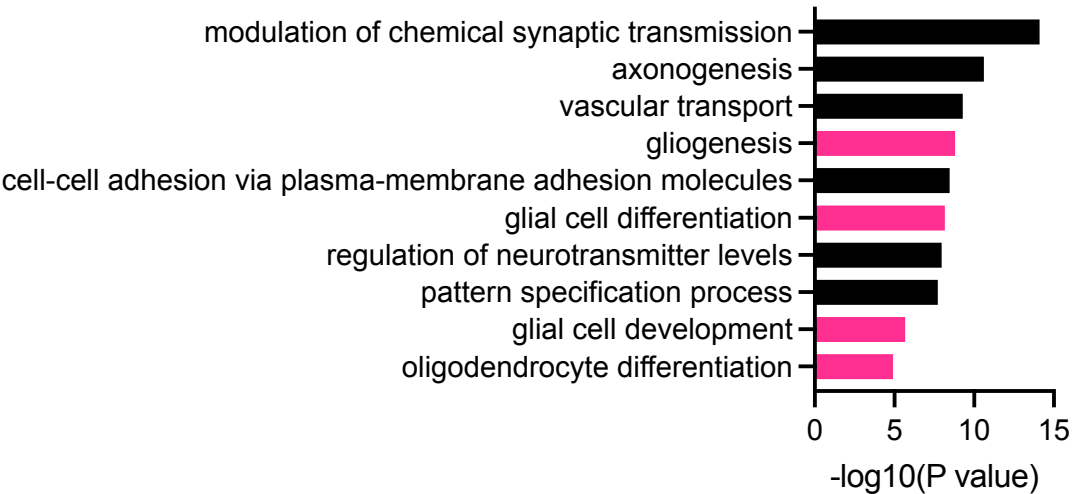 modulation of chemical synaptic transmission
axonogenesis
vascular transport
gliogenesis
cell-cell adhesion via plasma-membrane adhesion molecules
glial cell differentiation
regulation of neurotransmitter levels
pattern specification process
glial cell development
oligodendrocyte differentiation
0 5 10 15
-log10(P value)